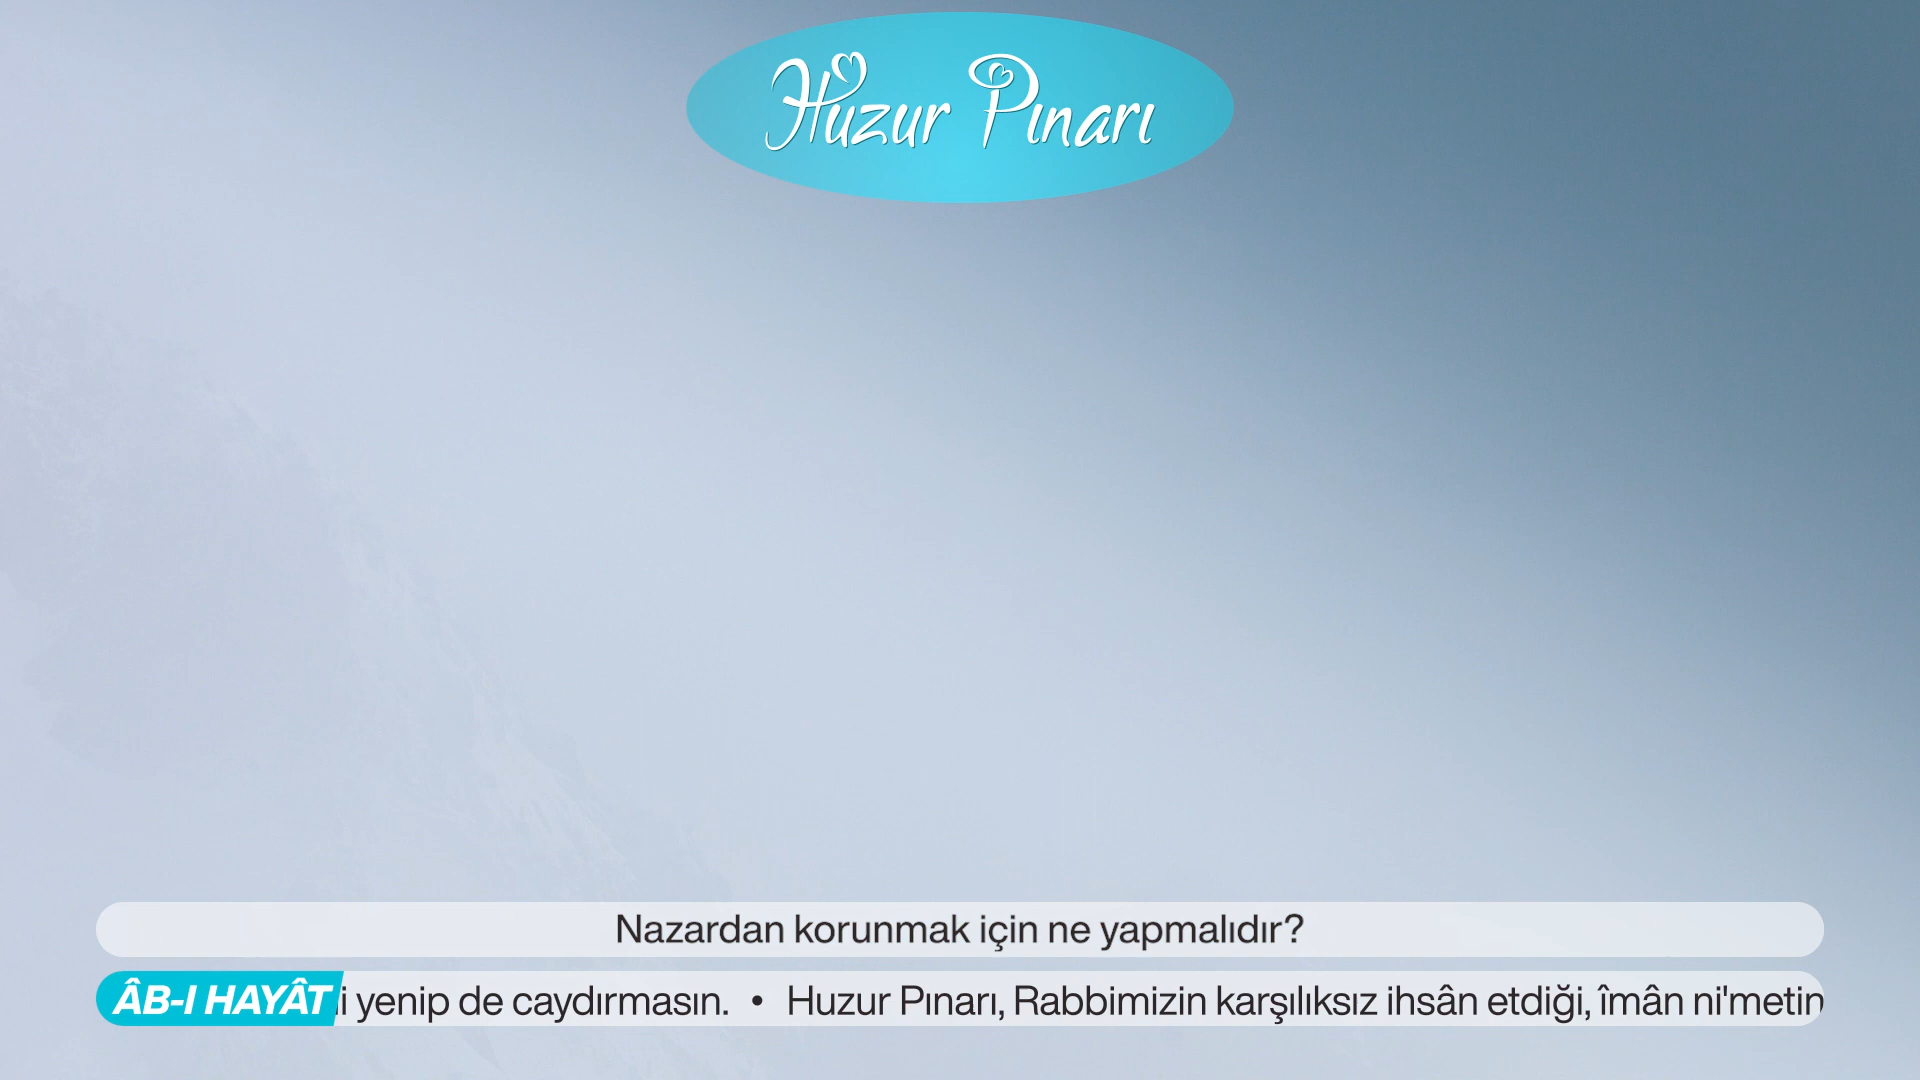 Huzur Pınarı
Nazardan korunmak için ne yapmalıdır?
ÂB-I HAYÂT
yenip de caydırmasın. • Huzur Pınarı, Rabbimizin karşılıksız ihsân etdiği, îmân ni'metin